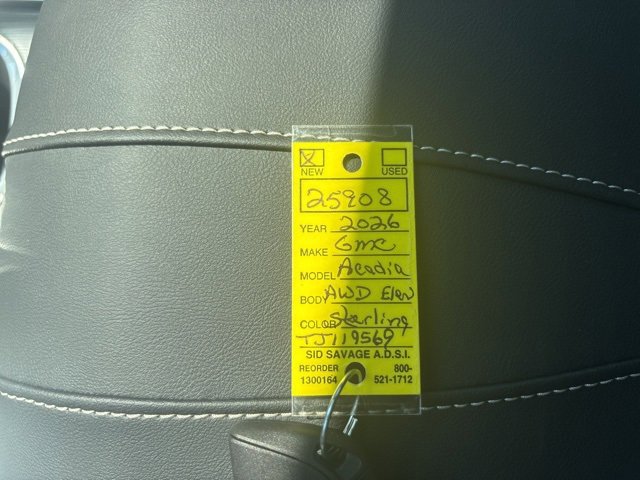 NEW USED
25908
YEAR 2026
MAKE GMC
MODEL Acadia
BODY AWD Elev
COLOR Sterling
TJ119569
SID SAVAGE A.D.S.I.
REORDER 800-
1300164 521-1712